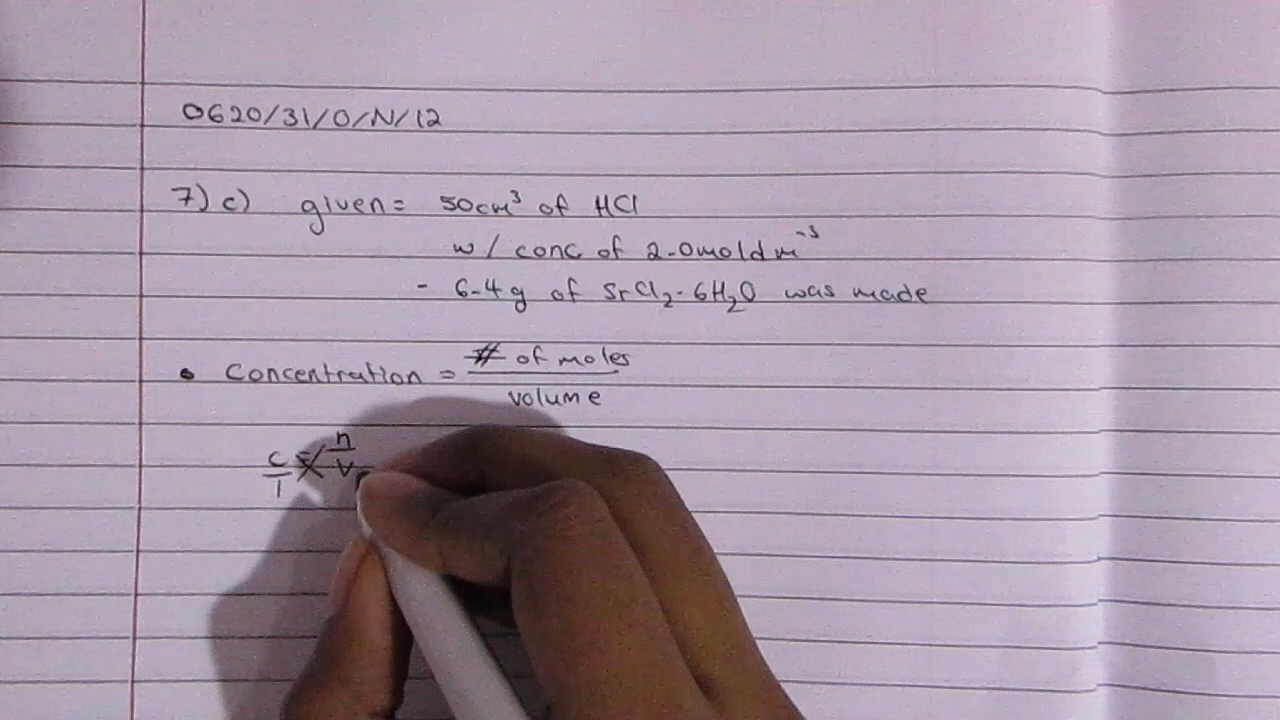 0620/31/O/N/12
7) c) given = 50cm³ of HCl
w/ conc of 2.0moldm⁻³
- 6.4g of SrCl₂.6H₂O was made
• Concentration = # of moles
volume
C/1 = n/V